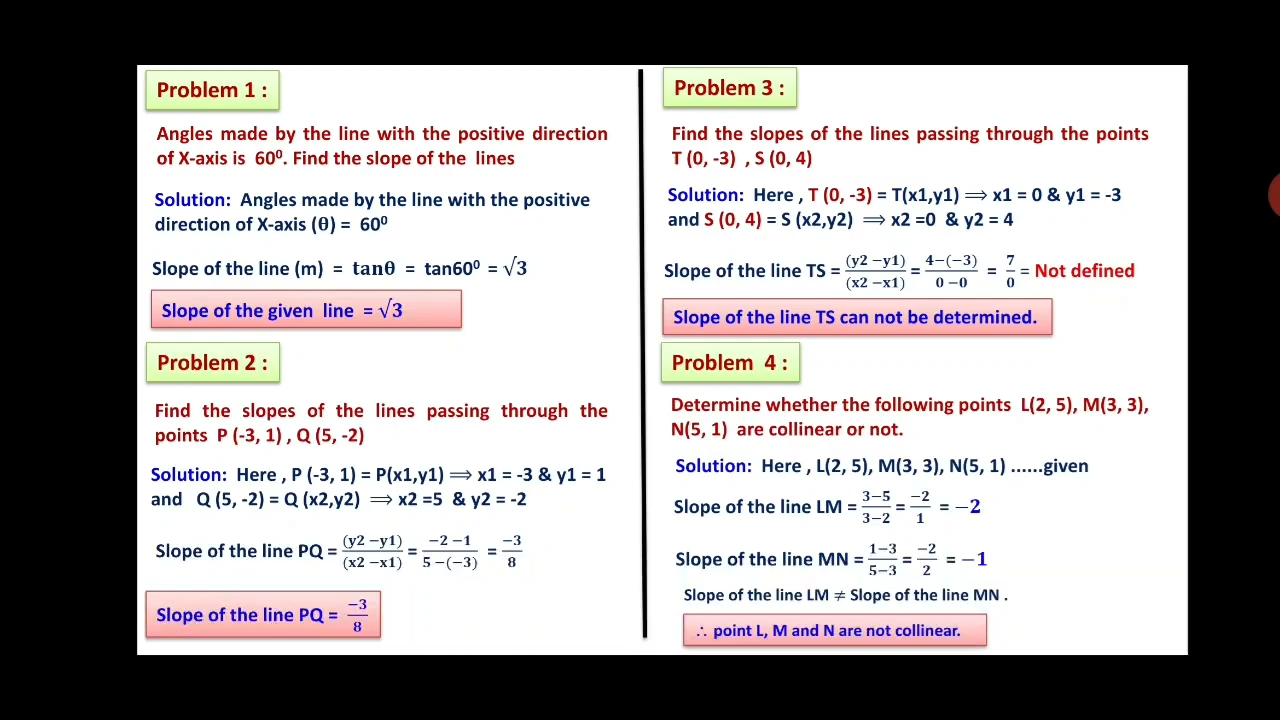 Problem 1 :
Angles made by the line with the positive direction
of X-axis is 60⁰. Find the slope of the lines
Solution: Angles made by the line with the positive
direction of X-axis (θ) = 60⁰
Slope of the line (m) = tanθ = tan60⁰ = √3
Slope of the given line = √3
Problem 2 :
Find the slopes of the lines passing through the
points P (-3, 1) , Q (5, -2)
Solution: Here , P (-3, 1) = P(x1,y1) ⟹ x1 = -3 & y1 = 1
and Q (5, -2) = Q (x2,y2) ⟹ x2 =5 & y2 = -2
Slope of the line PQ = (y2 −y1)/(x2 −x1) = −2 −1/5 −(−3) = −3/8
Slope of the line PQ = −3/8
Problem 3 :
Find the slopes of the lines passing through the points
T (0, -3) , S (0, 4)
Solution: Here , T (0, -3) = T(x1,y1) ⟹ x1 = 0 & y1 = -3
and S (0, 4) = S (x2,y2) ⟹ x2 =0 & y2 = 4
Slope of the line TS = (y2 −y1)/(x2 −x1) = 4−(−3)/0 −0 = 7/0 = Not defined
Slope of the line TS can not be determined.
Problem 4 :
Determine whether the following points L(2, 5), M(3, 3),
N(5, 1) are collinear or not.
Solution: Here , L(2, 5), M(3, 3), N(5, 1) ......given
Slope of the line LM = 3−5/3−2 = −2/1 = −2
Slope of the line MN = 1−3/5−3 = −2/2 = −1
Slope of the line LM ≠ Slope of the line MN .
∴ point L, M and N are not collinear.